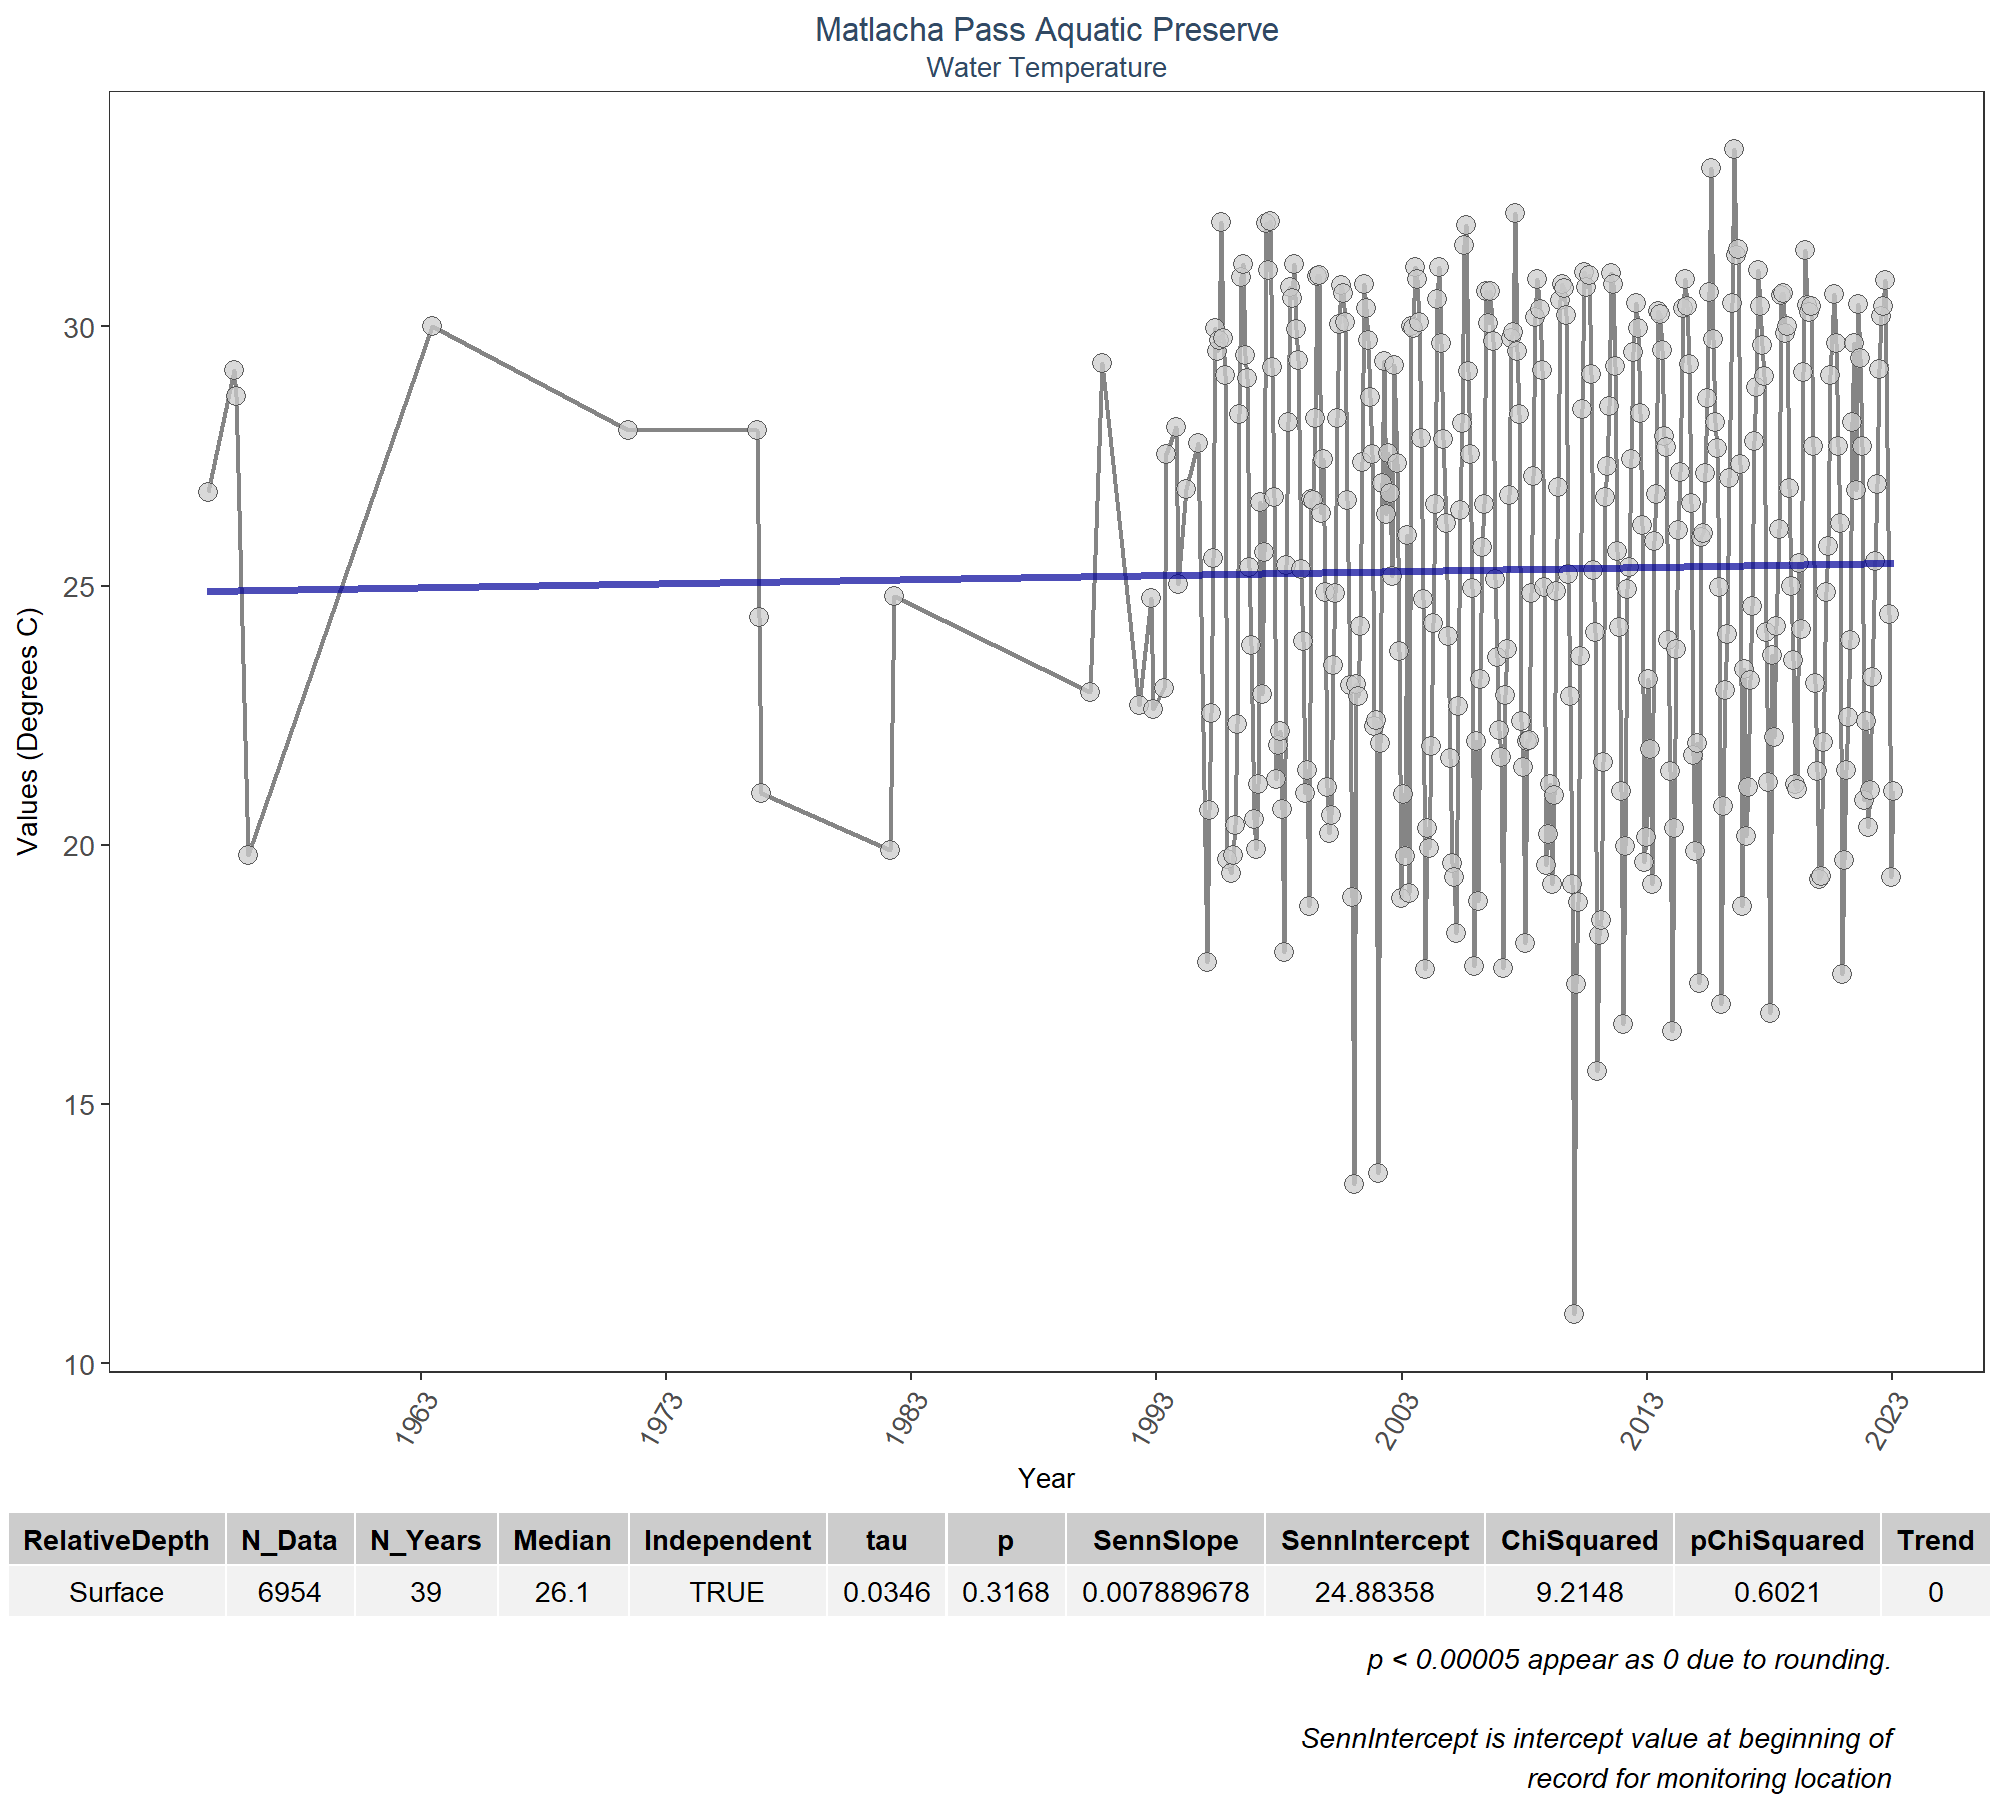 Matlacha Pass Aquatic Preserve
Water Temperature
Values (Degrees C)
30
25
20
15
10
1963 1973 1983 1993 2003 2013 2023
Year
RelativeDepth N_Data N_Years Median Independent tau p SennSlope SennIntercept ChiSquared pChiSquared Trend
Surface 6954 39 26.1 TRUE 0.0346 0.3168 0.007889678 24.88358 9.2148 0.6021 0
p < 0.00005 appear as 0 due to rounding.
SennIntercept is intercept value at beginning of
record for monitoring location